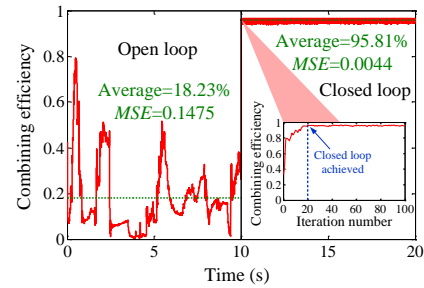 1
0.8
0.6
0.4
0.2
0
Combining efficiency
Open loop
Average=18.23%
MSE=0.1475
Average=95.81%
MSE=0.0044
Closed loop
1
0.8
0.6
0.4
0.2
0
Combining efficiency
Closed loop
achieved
0 20 40 60 80 100
Iteration number
0 5 10 15 20
Time (s)